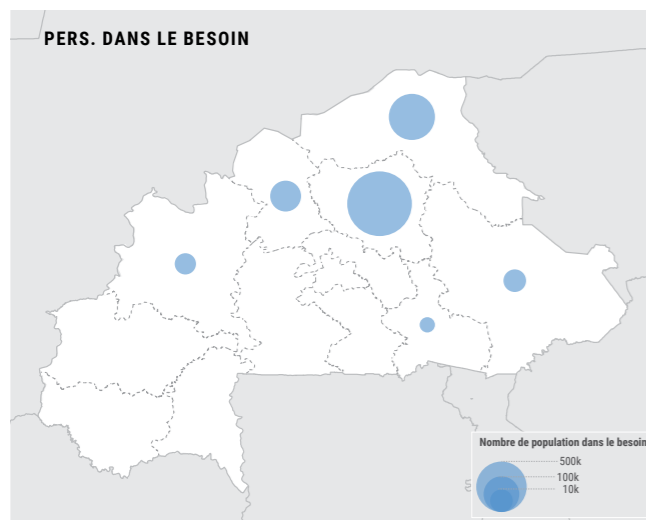 PERS. DANS LE BESOIN
Nombre de population dans le besoin
500k
100k
10k